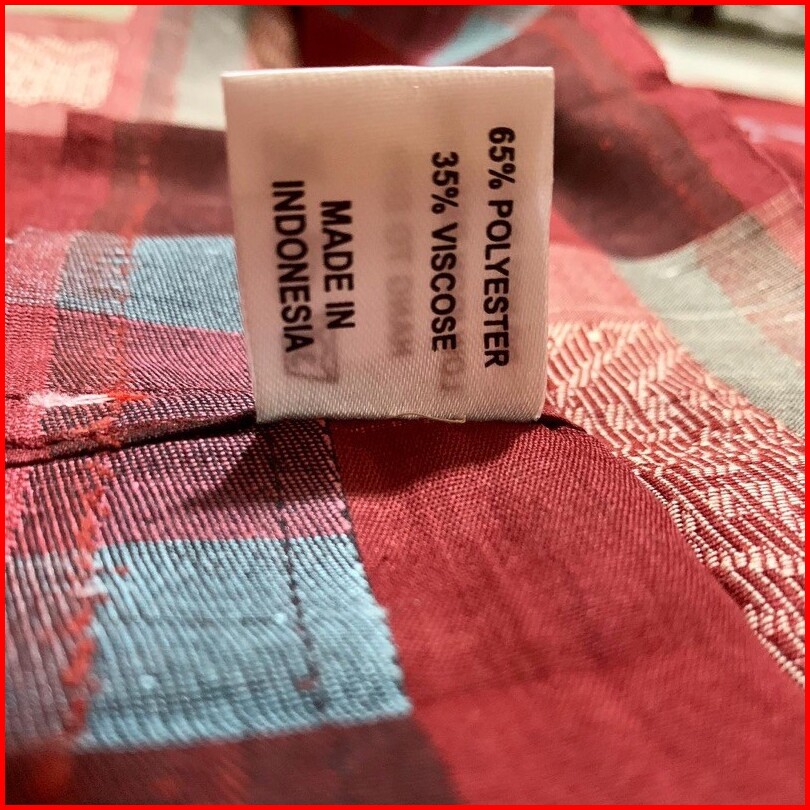 65% POLYESTER
35% VISCOSE
MADE IN
INDONESIA